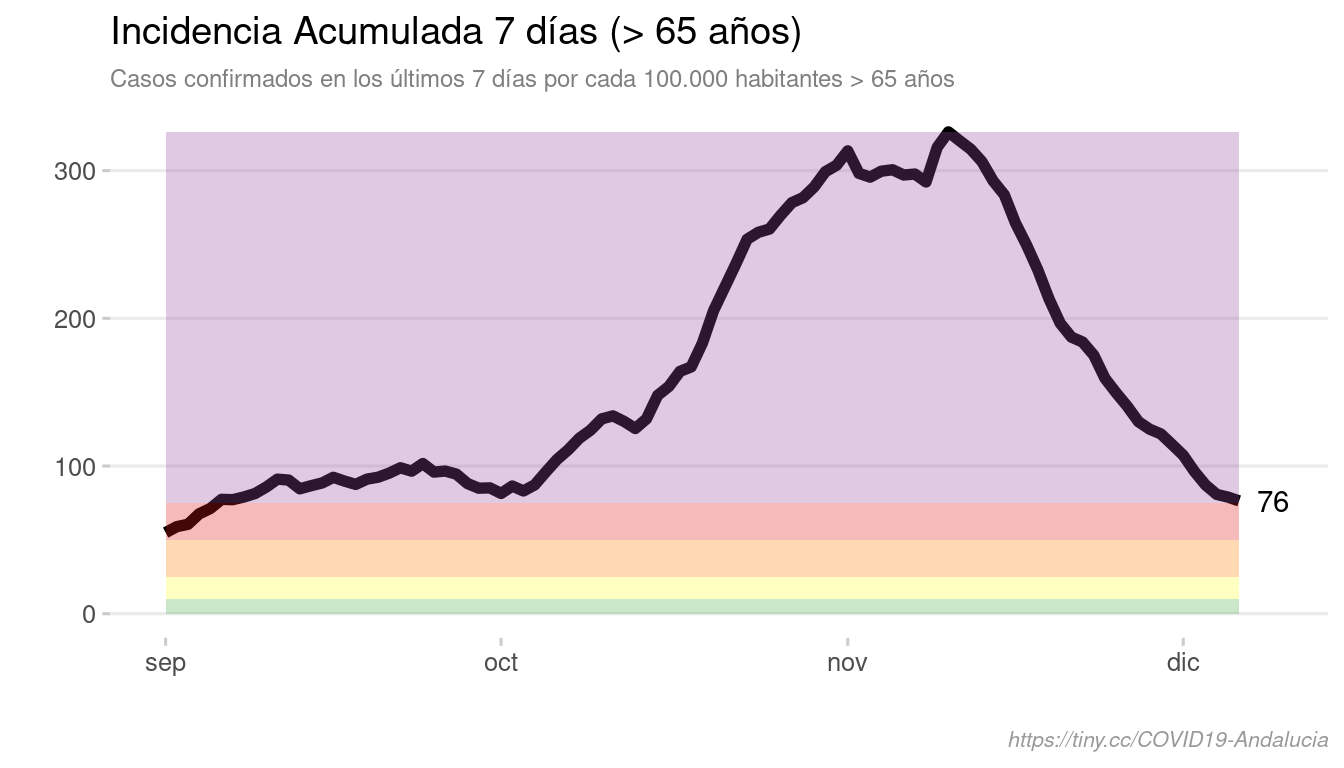 Incidencia Acumulada 7 días (> 65 años)
Casos confirmados en los últimos 7 días por cada 100.000 habitantes > 65 años
300
200
100
0
76
sep oct nov dic
https://tiny.cc/COVID19-Andalucia